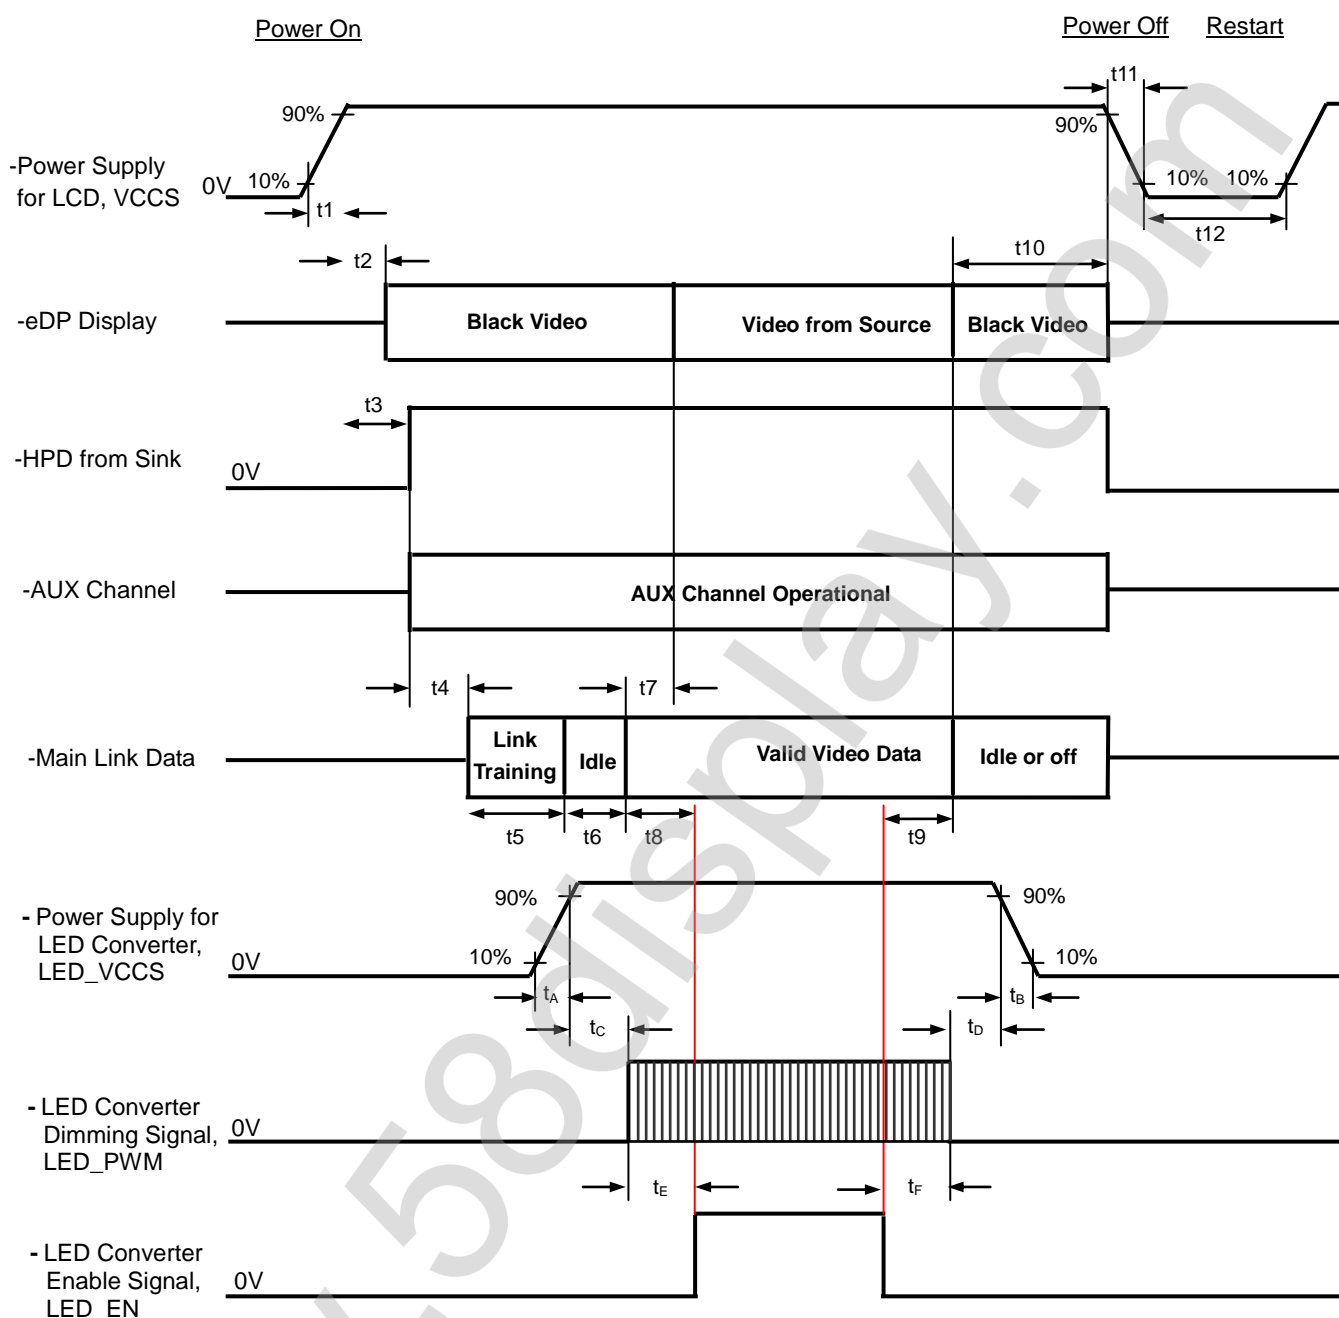 Power On
Power Off
Restart
t11
90%
90%
-Power Supply
for LCD, VCCS
0V
10%
10%
10%
t1
t12
t2
t10
-eDP Display
Black Video
Video from Source
Black Video
t3
-HPD from Sink
0V
-AUX Channel
AUX Channel Operational
t4
t7
-Main Link Data
Link
Training
Idle
Valid Video Data
Idle or off
t5
t6
t8
t9
- Power Supply for
LED Converter,
LED_VCCS
0V
90%
10%
90%
10%
tA
tB
tC
tD
- LED Converter
Dimming Signal,
LED_PWM
0V
tE
tF
- LED Converter
Enable Signal,
LED_EN
0V
.58display.com